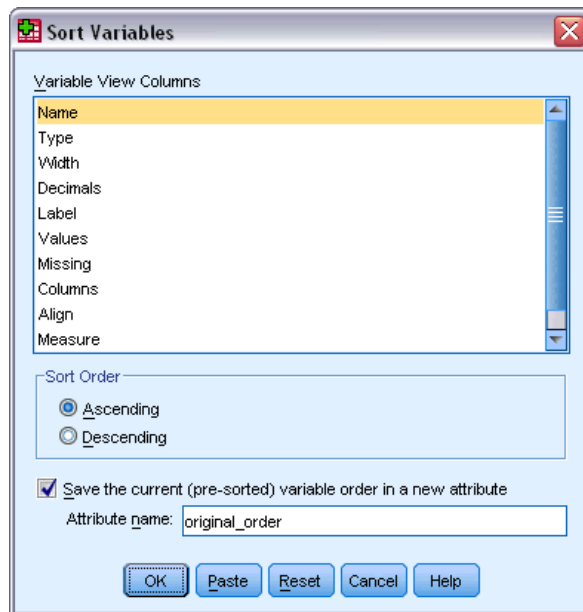 Sort Variables
Variable View Columns
Name
Type
Width
Decimals
Label
Values
Missing
Columns
Align
Measure
Sort Order
Ascending
Descending
Save the current (pre-sorted) variable order in a new attribute
Attribute name: original_order
OK Paste Reset Cancel Help